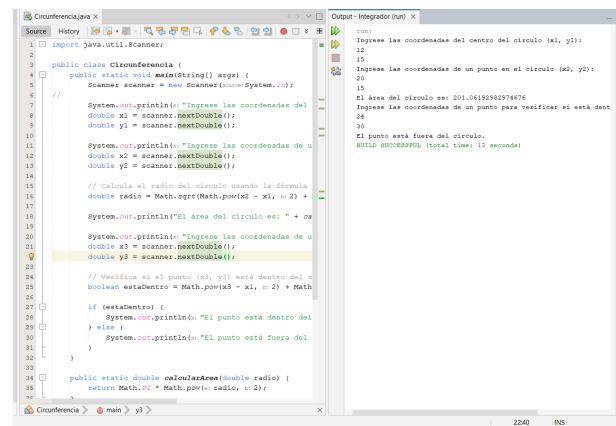 Circunferencia.java ×
Source History
1 import java.util.Scanner;
2
3 public class Circunferencia {
4 public static void main(String[] args) {
5 Scanner scanner = new Scanner(source:System.in);
6 //
7 System.out.println(x: "Ingrese las coordenadas del
8 double x1 = scanner.nextDouble();
9 double y1 = scanner.nextDouble();
10
11 System.out.println(x: "Ingrese las coordenadas de u
12 double x2 = scanner.nextDouble();
13 double y2 = scanner.nextDouble();
14
15 // Calcula el radio del círculo usando la fórmula
16 double radio = Math.sqrt(Math.pow(x2 - x1, b: 2) +
17
18 System.out.println("El área del círculo es: " + ca
19
20 System.out.println(x: "Ingrese las coordenadas de u
21 double x3 = scanner.nextDouble();
double y3 = scanner.nextDouble();
23
24 // Verifica si el punto (x3, y3) está dentro del
25 boolean estaDentro = Math.pow(x3 - x1, b: 2) + Math
26
27 if (estaDentro) {
28 System.out.println(x: "El punto está dentro del
29 } else {
30 System.out.println(x: "El punto está fuera del
31 }
32 }
33
34 public static double calcularArea(double radio) {
35 return Math.PI * Math.pow(a: radio, b: 2);
36 }
Circunferencia main y3 ×
Output - Integrador (run) ×
run:
Ingrese las coordenadas del centro del círculo (x1, y1):
12
15
Ingrese las coordenadas de un punto en el círculo (x2, y2):
20
15
El área del círculo es: 201.06192982974676
Ingrese las coordenadas de un punto para verificar si está dent
24
30
El punto está fuera del círculo.
BUILD SUCCESSFUL (total time: 13 seconds)
22:40 INS